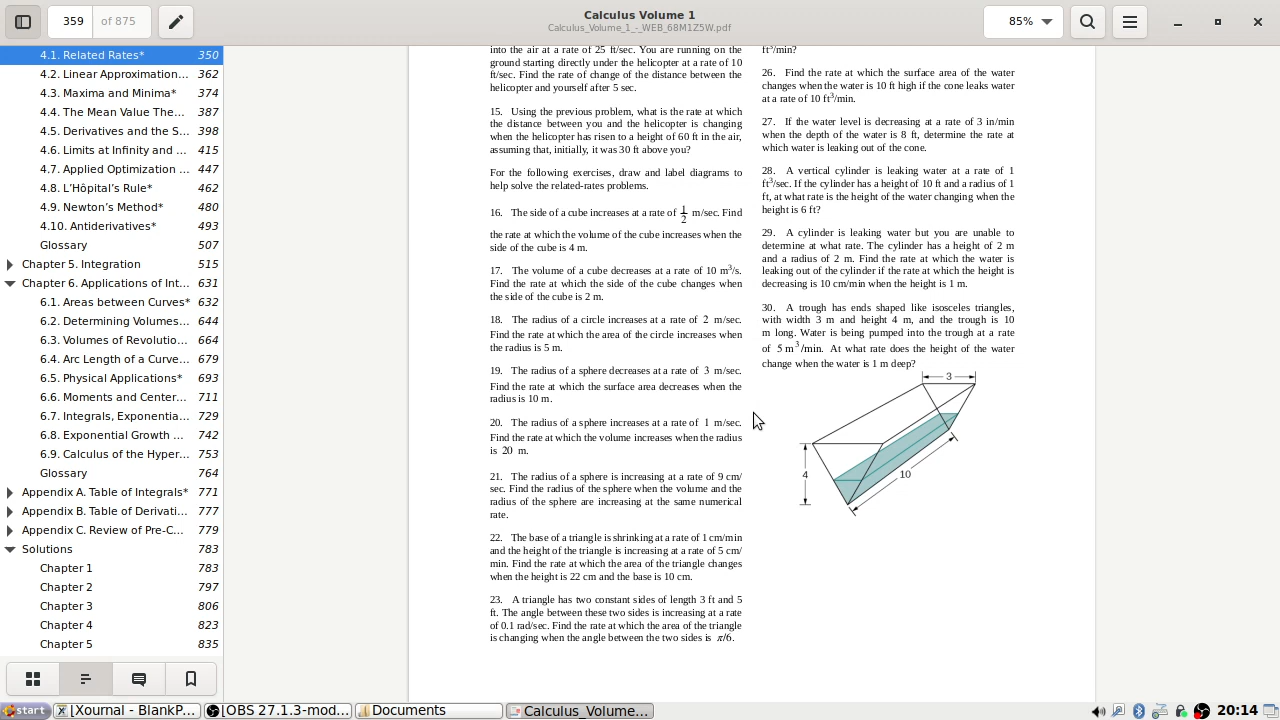 359
of 875
Calculus Volume 1
Calculus_Volume_1_-_WEB_68M1Z5W.pdf
85%
4.1. Related Rates* 350
4.2. Linear Approximation... 362
4.3. Maxima and Minima* 374
4.4. The Mean Value The... 387
4.5. Derivatives and the S... 398
4.6. Limits at Infinity and ... 415
4.7. Applied Optimization ... 447
4.8. L'Hôpital's Rule* 462
4.9. Newton's Method* 480
4.10. Antiderivatives* 493
Glossary 507
Chapter 5. Integration 515
Chapter 6. Applications of Int... 631
6.1. Areas between Curves* 632
6.2. Determining Volumes... 644
6.3. Volumes of Revolutio... 664
6.4. Arc Length of a Curve... 679
6.5. Physical Applications* 693
6.6. Moments and Center... 711
6.7. Integrals, Exponentia... 729
6.8. Exponential Growth ... 742
6.9. Calculus of the Hyper... 753
Glossary 764
Appendix A. Table of Integrals* 771
Appendix B. Table of Derivati... 777
Appendix C. Review of Pre-C... 779
Solutions 783
Chapter 1 783
Chapter 2 797
Chapter 3 806
Chapter 4 823
Chapter 5 835
into the air at a rate of 25 ft/sec. You are running on the
ground starting directly under the helicopter at a rate of 10
ft/sec. Find the rate of change of the distance between the
helicopter and yourself after 5 sec.
15. Using the previous problem, what is the rate at which
the distance between you and the helicopter is changing
when the helicopter has risen to a height of 60 ft in the air,
assuming that, initially, it was 30 ft above you?
For the following exercises, draw and label diagrams to
help solve the related-rates problems.
16. The side of a cube increases at a rate of 1/2 m/sec. Find
the rate at which the volume of the cube increases when the
side of the cube is 4 m.
17. The volume of a cube decreases at a rate of 10 m³/s.
Find the rate at which the side of the cube changes when
the side of the cube is 2 m.
18. The radius of a circle increases at a rate of 2 m/sec.
Find the rate at which the area of the circle increases when
the radius is 5 m.
19. The radius of a sphere decreases at a rate of 3 m/sec.
Find the rate at which the surface area decreases when the
radius is 10 m.
20. The radius of a sphere increases at a rate of 1 m/sec.
Find the rate at which the volume increases when the radius
is 20 m.
21. The radius of a sphere is increasing at a rate of 9 cm/
sec. Find the radius of the sphere when the volume and the
radius of the sphere are increasing at the same numerical
rate.
22. The base of a triangle is shrinking at a rate of 1 cm/min
and the height of the triangle is increasing at a rate of 5 cm/
min. Find the rate at which the area of the triangle changes
when the height is 22 cm and the base is 10 cm.
23. A triangle has two constant sides of length 3 ft and 5
ft. The angle between these two sides is increasing at a rate
of 0.1 rad/sec. Find the rate at which the area of the triangle
is changing when the angle between the two sides is π/6.
ft³/min?
26. Find the rate at which the surface area of the water
changes when the water is 10 ft high if the cone leaks water
at a rate of 10 ft³/min.
27. If the water level is decreasing at a rate of 3 in/min
when the depth of the water is 8 ft, determine the rate at
which water is leaking out of the cone.
28. A vertical cylinder is leaking water at a rate of 1
ft³/sec. If the cylinder has a height of 10 ft and a radius of 1
ft, at what rate is the height of the water changing when the
height is 6 ft?
29. A cylinder is leaking water but you are unable to
determine at what rate. The cylinder has a height of 2 m
and a radius of 2 m. Find the rate at which the water is
leaking out of the cylinder if the rate at which the height is
decreasing is 10 cm/min when the height is 1 m.
30. A trough has ends shaped like isosceles triangles,
with width 3 m and height 4 m, and the trough is 10
m long. Water is being pumped into the trough at a rate
of 5 m³/min. At what rate does the height of the water
change when the water is 1 m deep?
3
4
10
start
[Xournal - BlankP...
[OBS 27.1.3-mod...
Documents
Calculus_Volume...
20:14